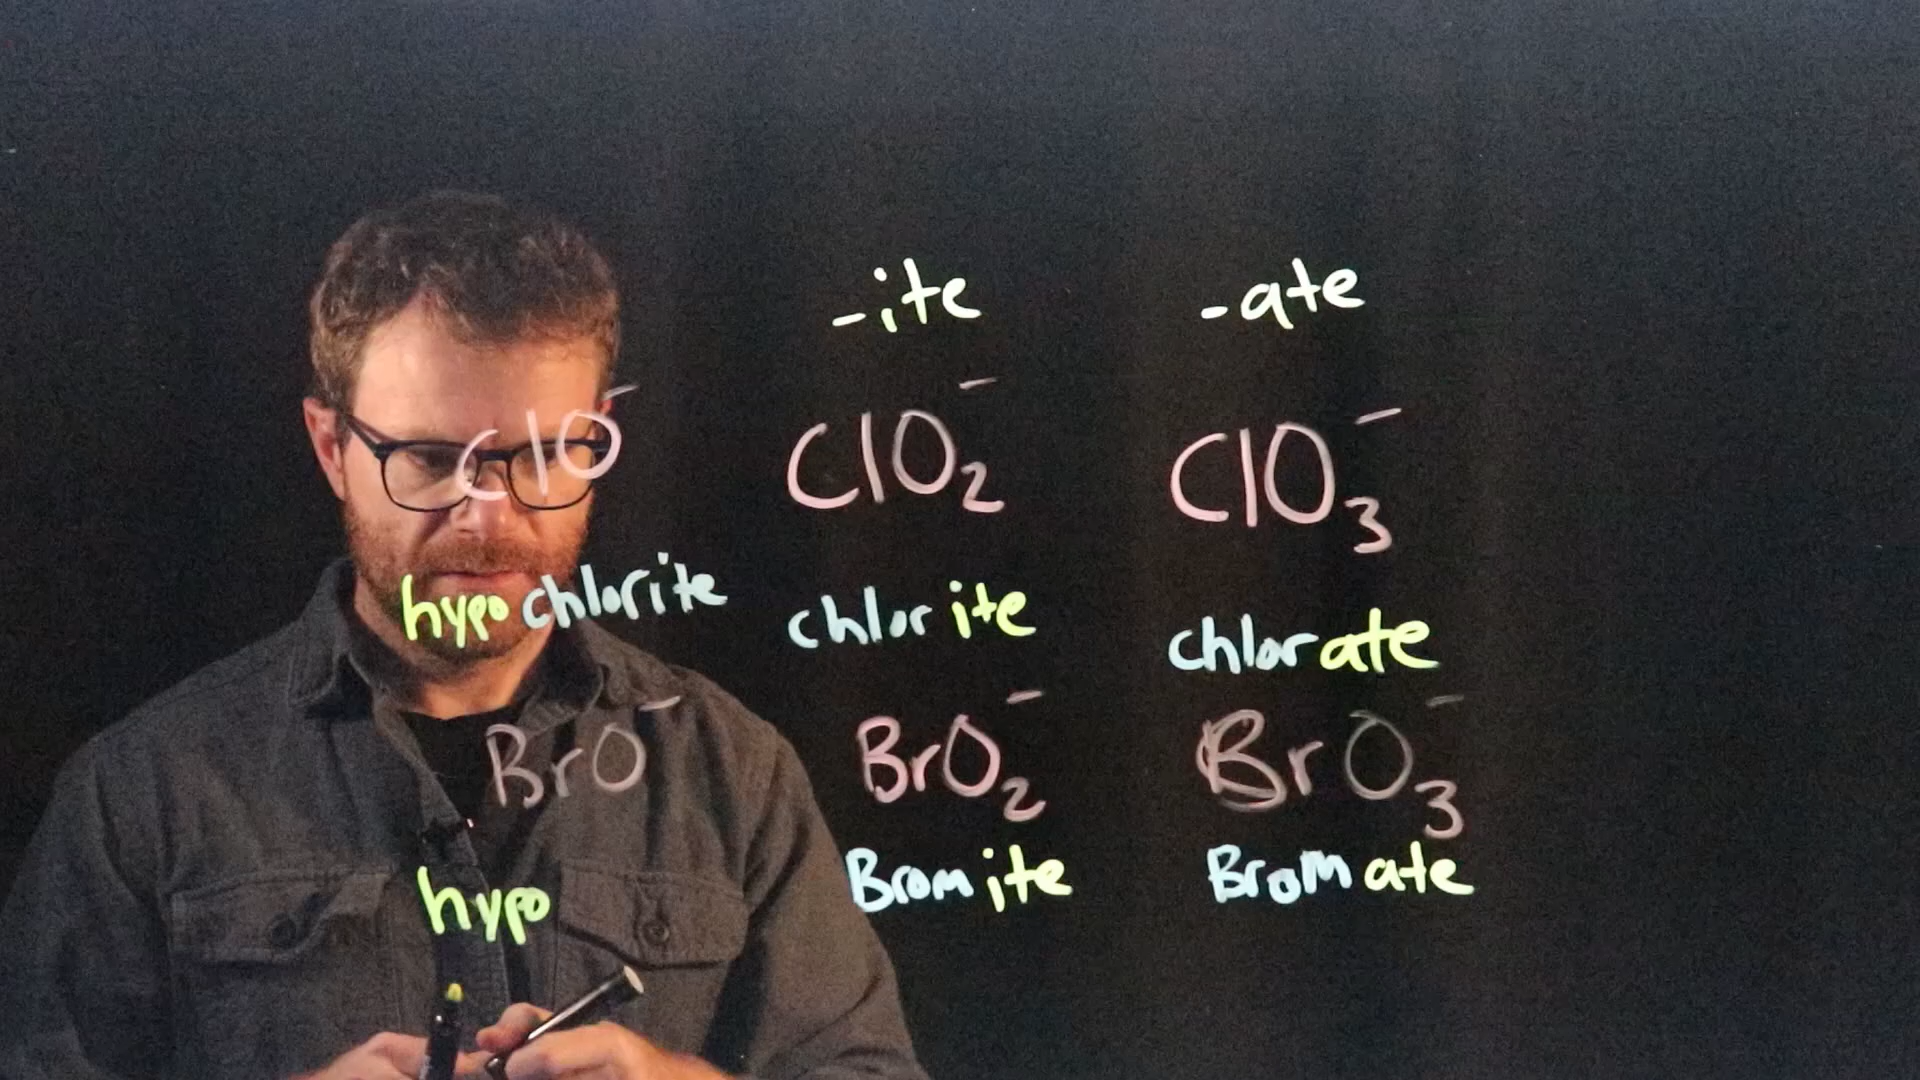 -ite -ate
ClO⁻ ClO₂⁻ ClO₃⁻
hypochlorite chlorite chlorate
BrO⁻ BrO₂⁻ BrO₃⁻
hypo Bromite Bromate